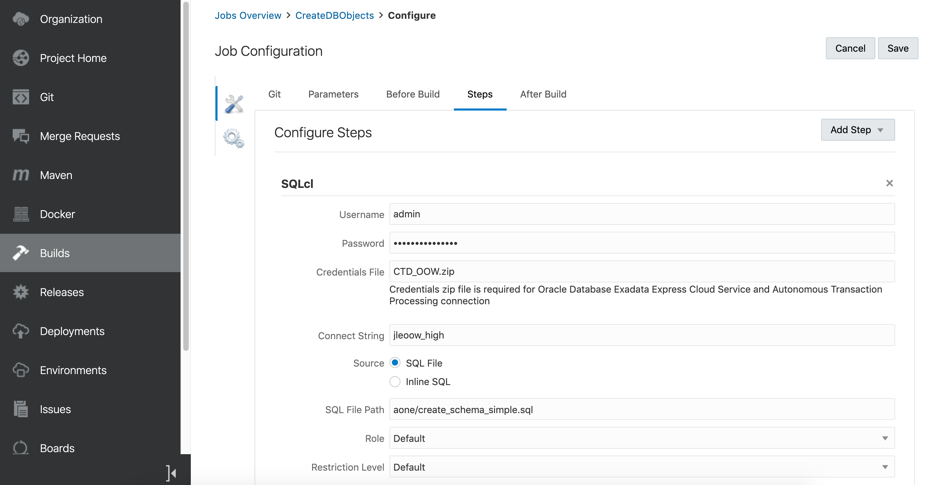 Organization
Project Home
Git
Merge Requests
Maven
Docker
Builds
Releases
Deployments
Environments
Issues
Boards
Jobs Overview > CreateDBObjects > Configure
Job Configuration
Cancel Save
Git Parameters Before Build Steps After Build
Configure Steps
Add Step
SQLcl
Username admin
Password •••••••••••••••
Credentials File CTD_OOW.zip
Credentials zip file is required for Oracle Database Exadata Express Cloud Service and Autonomous Transaction
Processing connection
Connect String jleoow_high
Source SQL File
Inline SQL
SQL File Path aone/create_schema_simple.sql
Role Default
Restriction Level Default